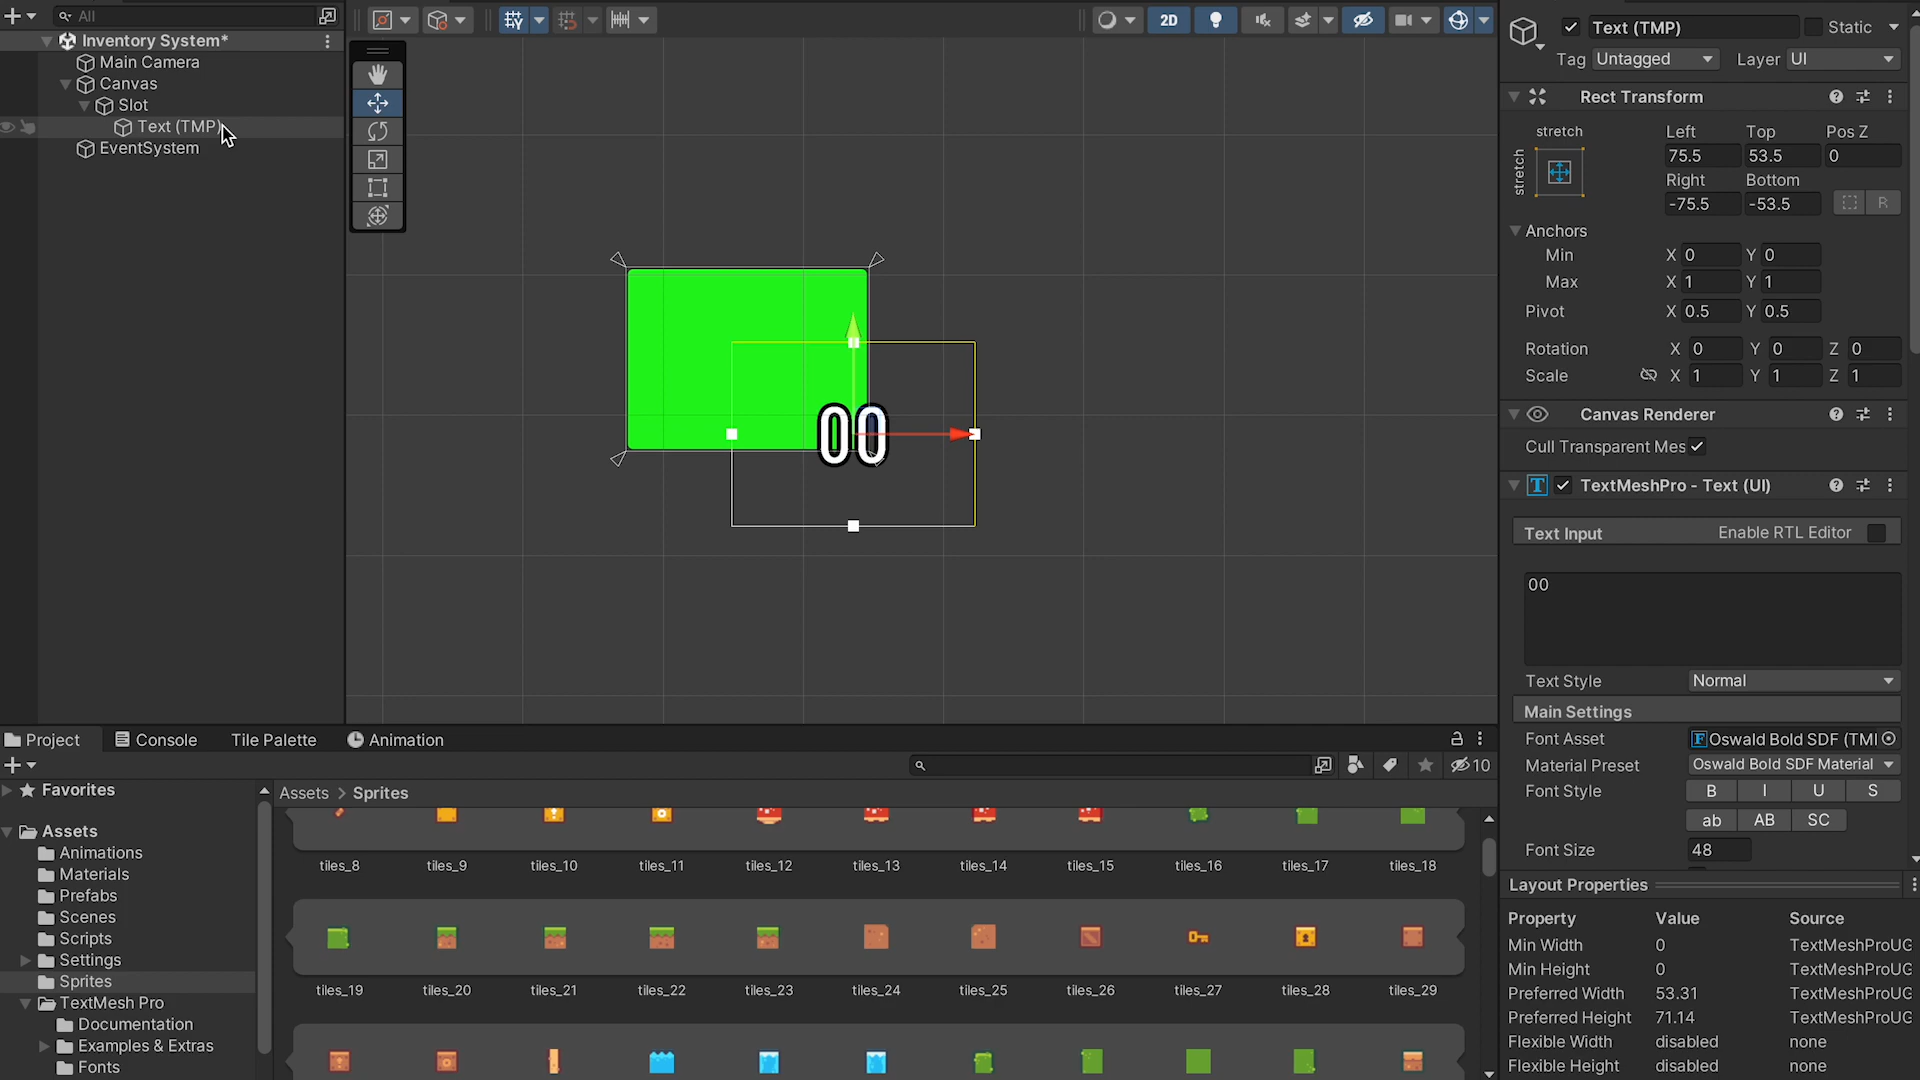 All
Inventory System*
Main Camera
Canvas
Slot
Text (TMP)
EventSystem
2D
00
Text (TMP)
Static
Tag Untagged
Layer UI
Rect Transform
stretch
stretch
Left Top Pos Z
75.5 53.5 0
Right Bottom
-75.5 -53.5
R
Anchors
Min X 0 Y 0
Max X 1 Y 1
Pivot X 0.5 Y 0.5
Rotation X 0 Y 0 Z 0
Scale X 1 Y 1 Z 1
Canvas Renderer
Cull Transparent Mes
TextMeshPro - Text (UI)
Text Input Enable RTL Editor
00
Text Style Normal
Main Settings
Font Asset Oswald Bold SDF (TMI
Material Preset Oswald Bold SDF Material
Font Style B I U S
ab AB SC
Font Size 48
Layout Properties
Property Value Source
Min Width 0 TextMeshProUG
Min Height 0 TextMeshProUG
Preferred Width 53.31 TextMeshProUG
Preferred Height 71.14 TextMeshProUG
Flexible Width disabled none
Flexible Height disabled none
Project Console Tile Palette Animation
10
Favorites
Assets
Animations
Materials
Prefabs
Scenes
Scripts
Settings
Sprites
TextMesh Pro
Documentation
Examples & Extras
Fonts
Assets > Sprites
tiles_8 tiles_9 tiles_10 tiles_11 tiles_12 tiles_13 tiles_14 tiles_15 tiles_16 tiles_17 tiles_18
tiles_19 tiles_20 tiles_21 tiles_22 tiles_23 tiles_24 tiles_25 tiles_26 tiles_27 tiles_28 tiles_29